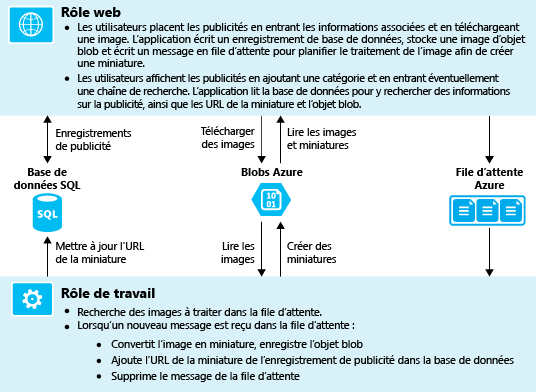 Rôle web
• Les utilisateurs placent les publicités en entrant les informations associées et en téléchargeant
une image. L'application écrit un enregistrement de base de données, stocke une image d'objet
blob et écrit un message en file d'attente pour planifier le traitement de l'image afin de créer
une miniature.
• Les utilisateurs affichent les publicités en ajoutant une catégorie et en entrant éventuellement
une chaîne de recherche. L'application lit la base de données pour y rechercher des informations
sur la publicité, ainsi que les URL de la miniature et l'objet blob.
Enregistrements
de publicité
Télécharger
des images
Lire les images
et miniatures
Base de
données SQL
SQL
Blobs Azure
10
01
File d'attente
Azure
Mettre à jour l'URL
de la miniature
Lire les
images
Créer des
miniatures
Rôle de travail
• Recherche des images à traiter dans la file d'attente.
• Lorsqu'un nouveau message est reçu dans la file d'attente :
• Convertit l'image en miniature, enregistre l'objet blob
• Ajoute l'URL de la miniature de l'enregistrement de publicité dans la base de données
• Supprime le message de la file d'attente